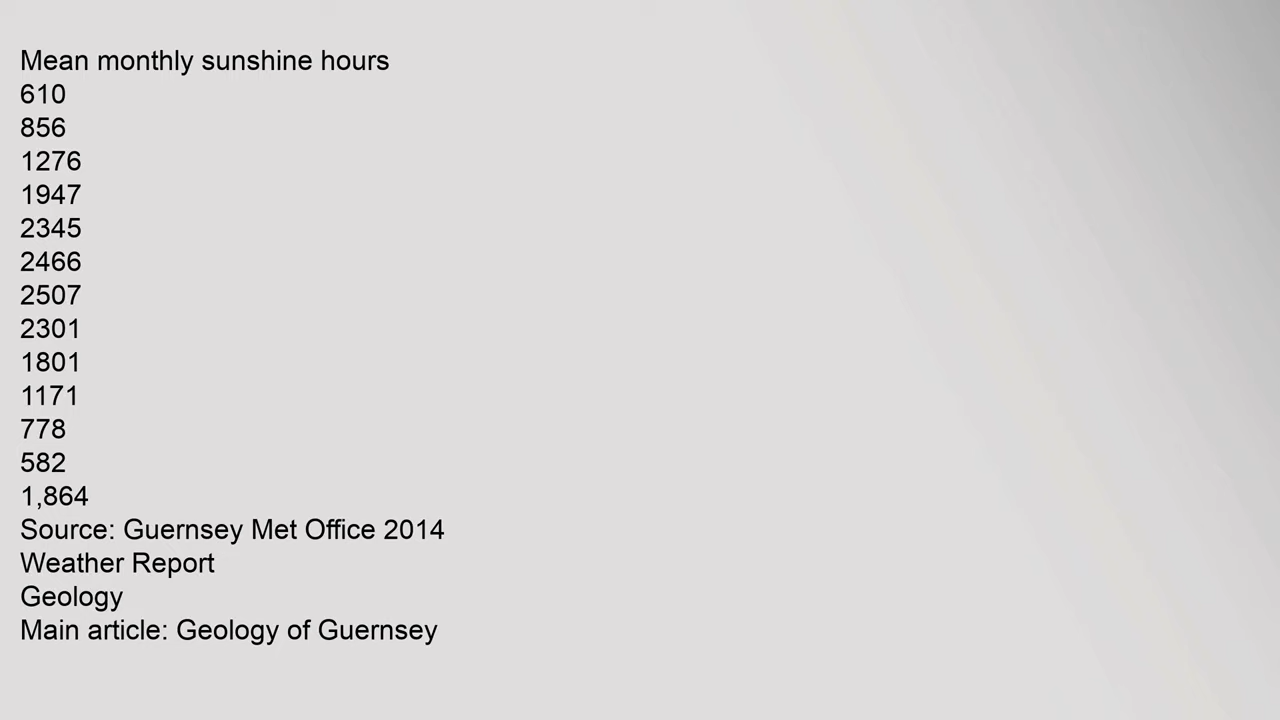 Mean monthly sunshine hours
610
856
1276
1947
2345
2466
2507
2301
1801
1171
778
582
1,864
Source: Guernsey Met Office 2014
Weather Report
Geology
Main article: Geology of Guernsey